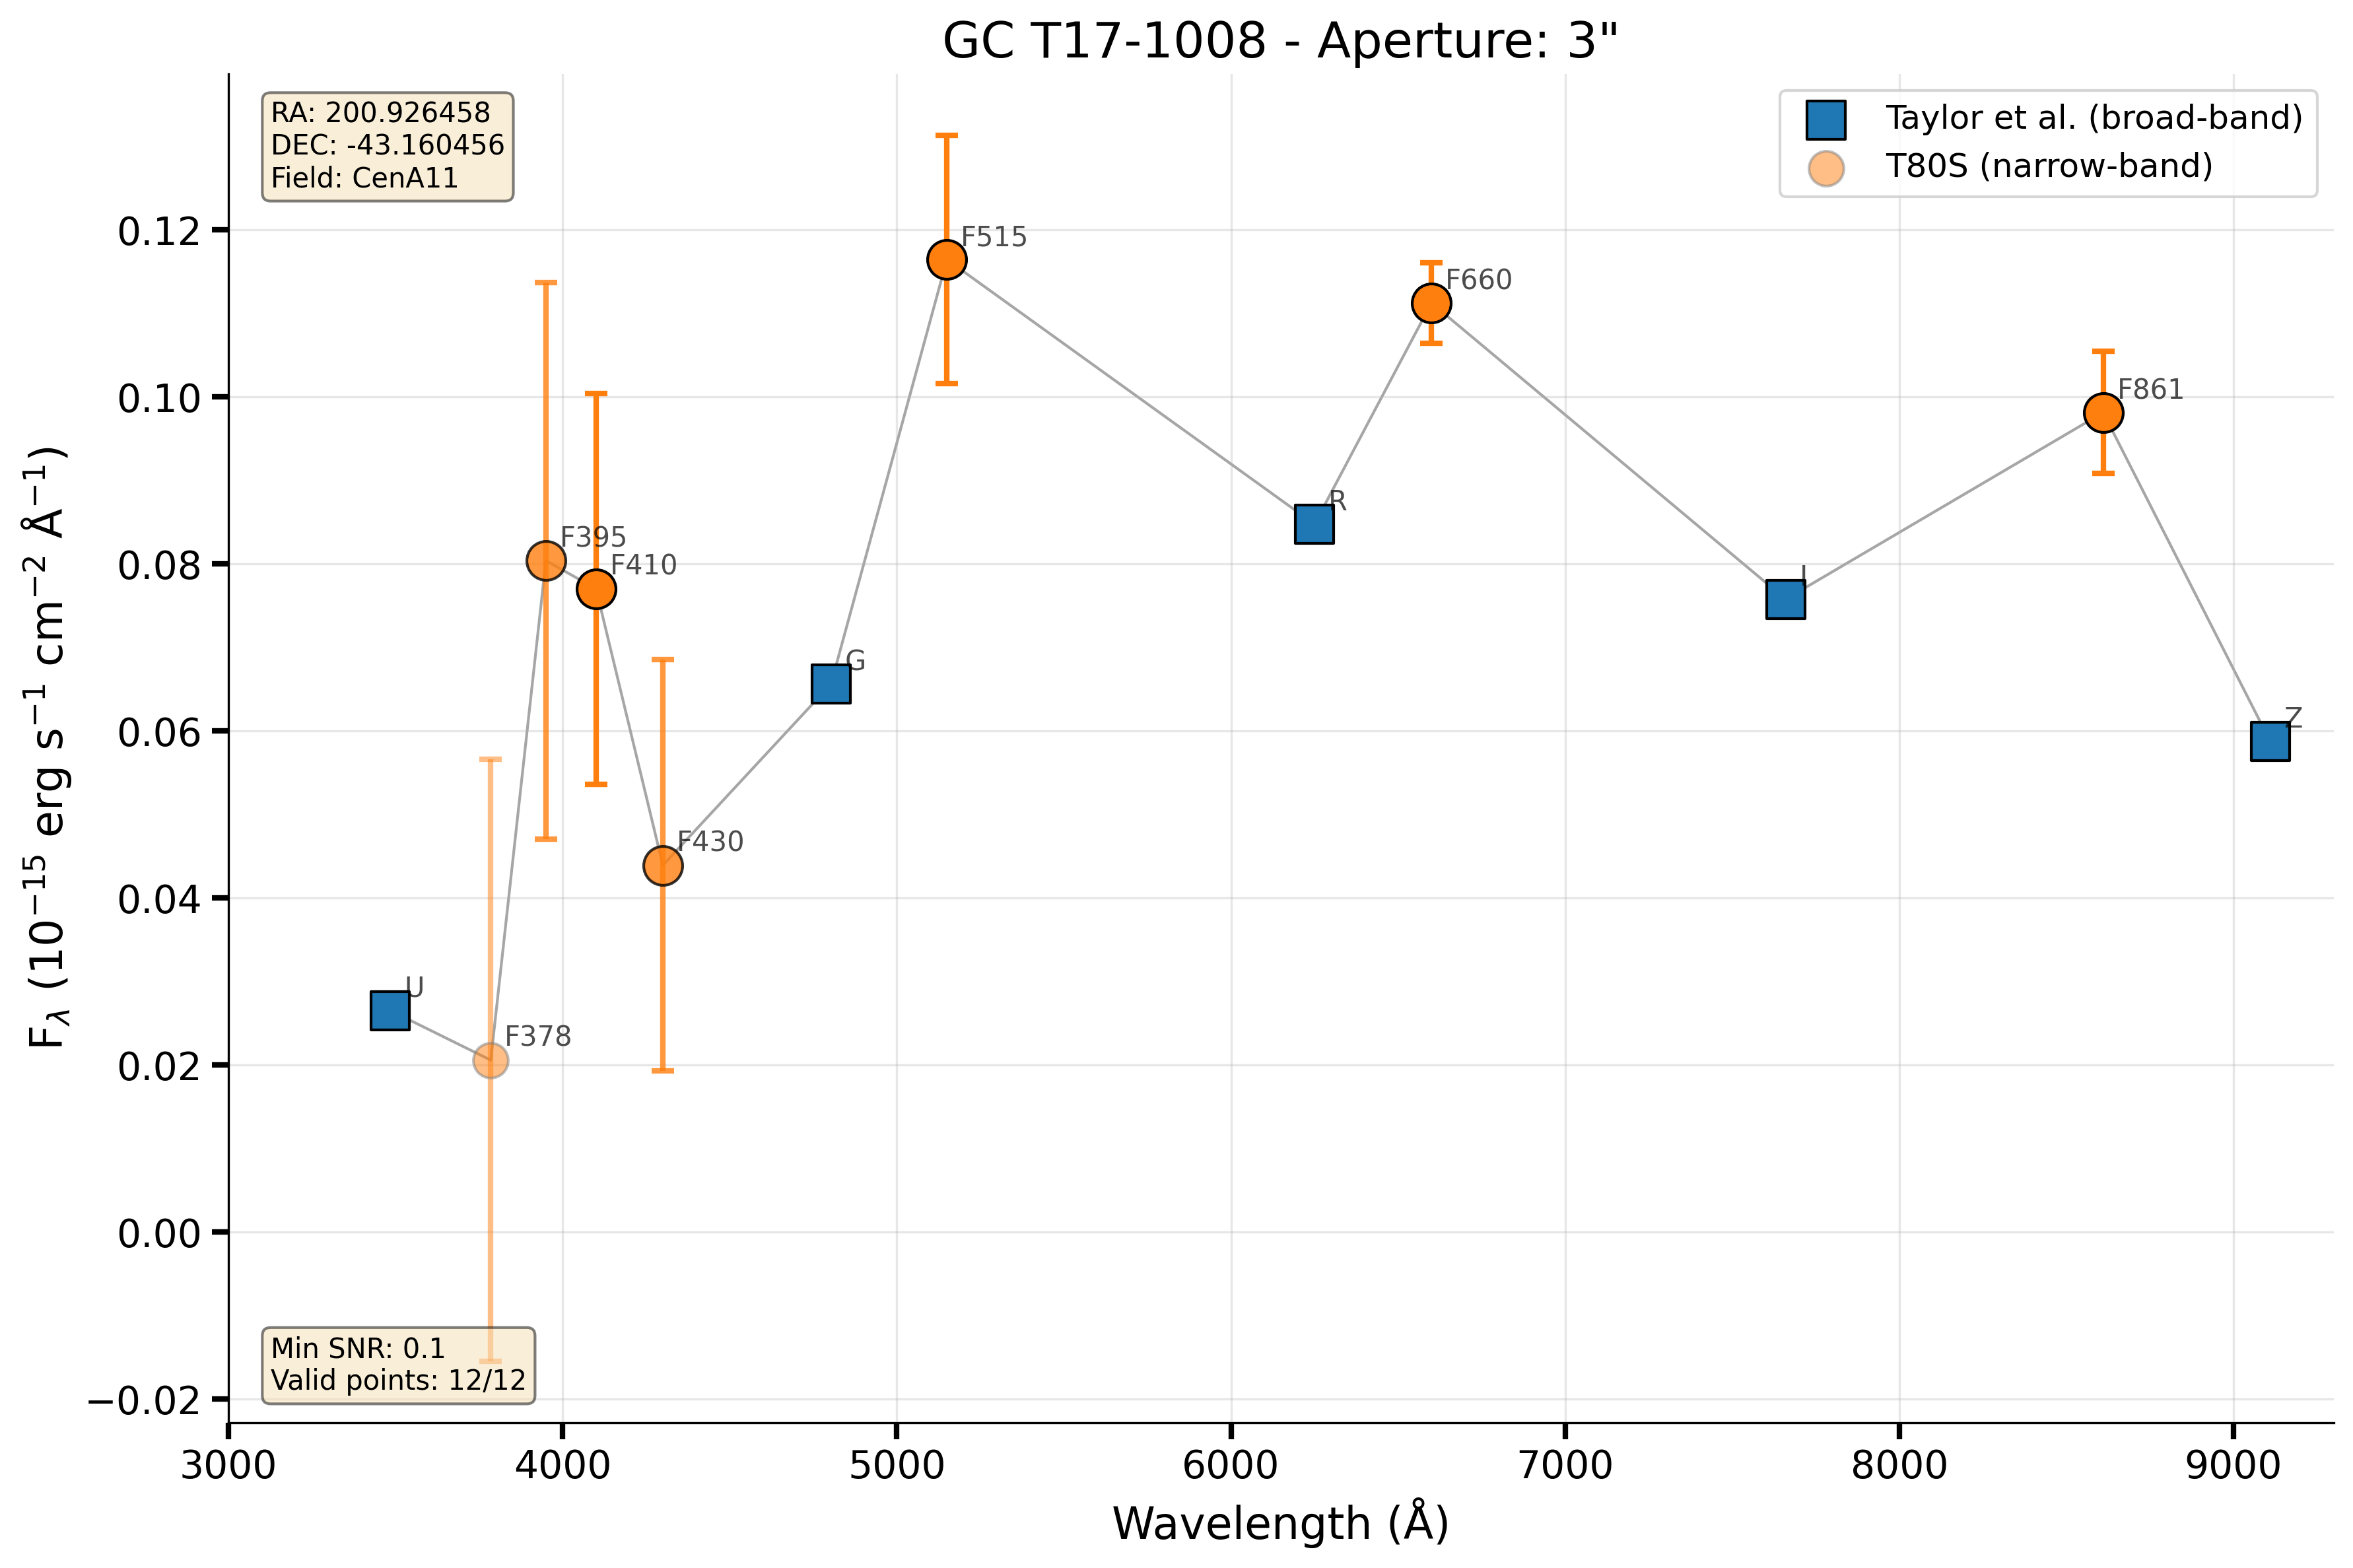 GC T17-1008 - Aperture: 3"
RA: 200.926458
DEC: -43.160456
Field: CenA11
Taylor et al. (broad-band)
T80S (narrow-band)
F515
F660
F861
F395
F410
R
I
G
F430
Z
U
F378
Min SNR: 0.1
Valid points: 12/12
0.12
0.10
0.08
0.06
0.04
0.02
0.00
−0.02
F_λ (10⁻¹⁵ erg s⁻¹ cm⁻² Å⁻¹)
3000 4000 5000 6000 7000 8000 9000
Wavelength (Å)